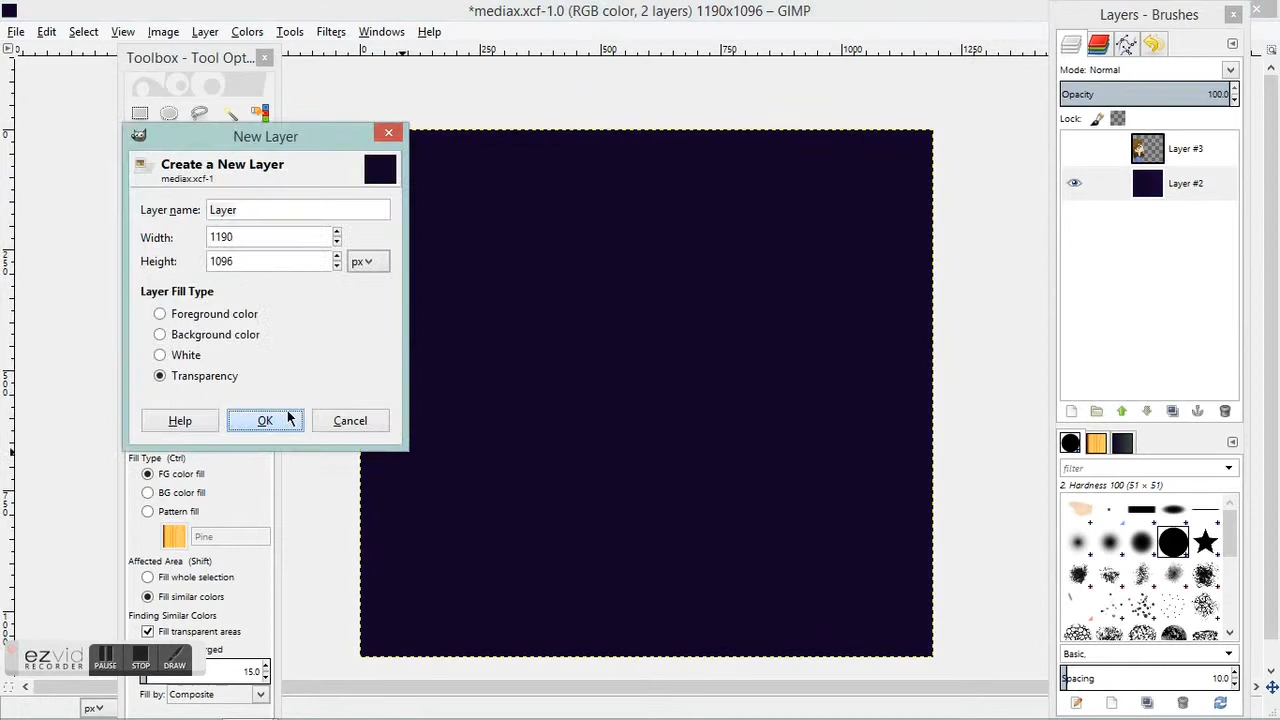 *mediax.xcf-1.0 (RGB color, 2 layers) 1190x1096 – GIMP
Layers - Brushes
File Edit Select View Image Layer Colors Tools Filters Windows Help
0 250 500 750 1000 1250
Toolbox - Tool Opt...
Mode: Normal
Opacity 100.0
Lock:
New Layer
Create a New Layer
mediax.xcf-1
Layer #3
Layer #2
Layer name: Layer
Width: 1190
Height: 1096 px
Layer Fill Type
Foreground color
Background color
White
Transparency
Help OK Cancel
Fill Type (Ctrl)
FG color fill
BG color fill
Pattern fill
Pine
filter
2. Hardness 100 (51 × 51)
Affected Area (Shift)
Fill whole selection
Fill similar colors
Finding Similar Colors
Fill transparent areas
ezvid
RECORDER
PAUSE STOP DRAW
15.0
Fill by: Composite
Basic,
Spacing 10.0
px